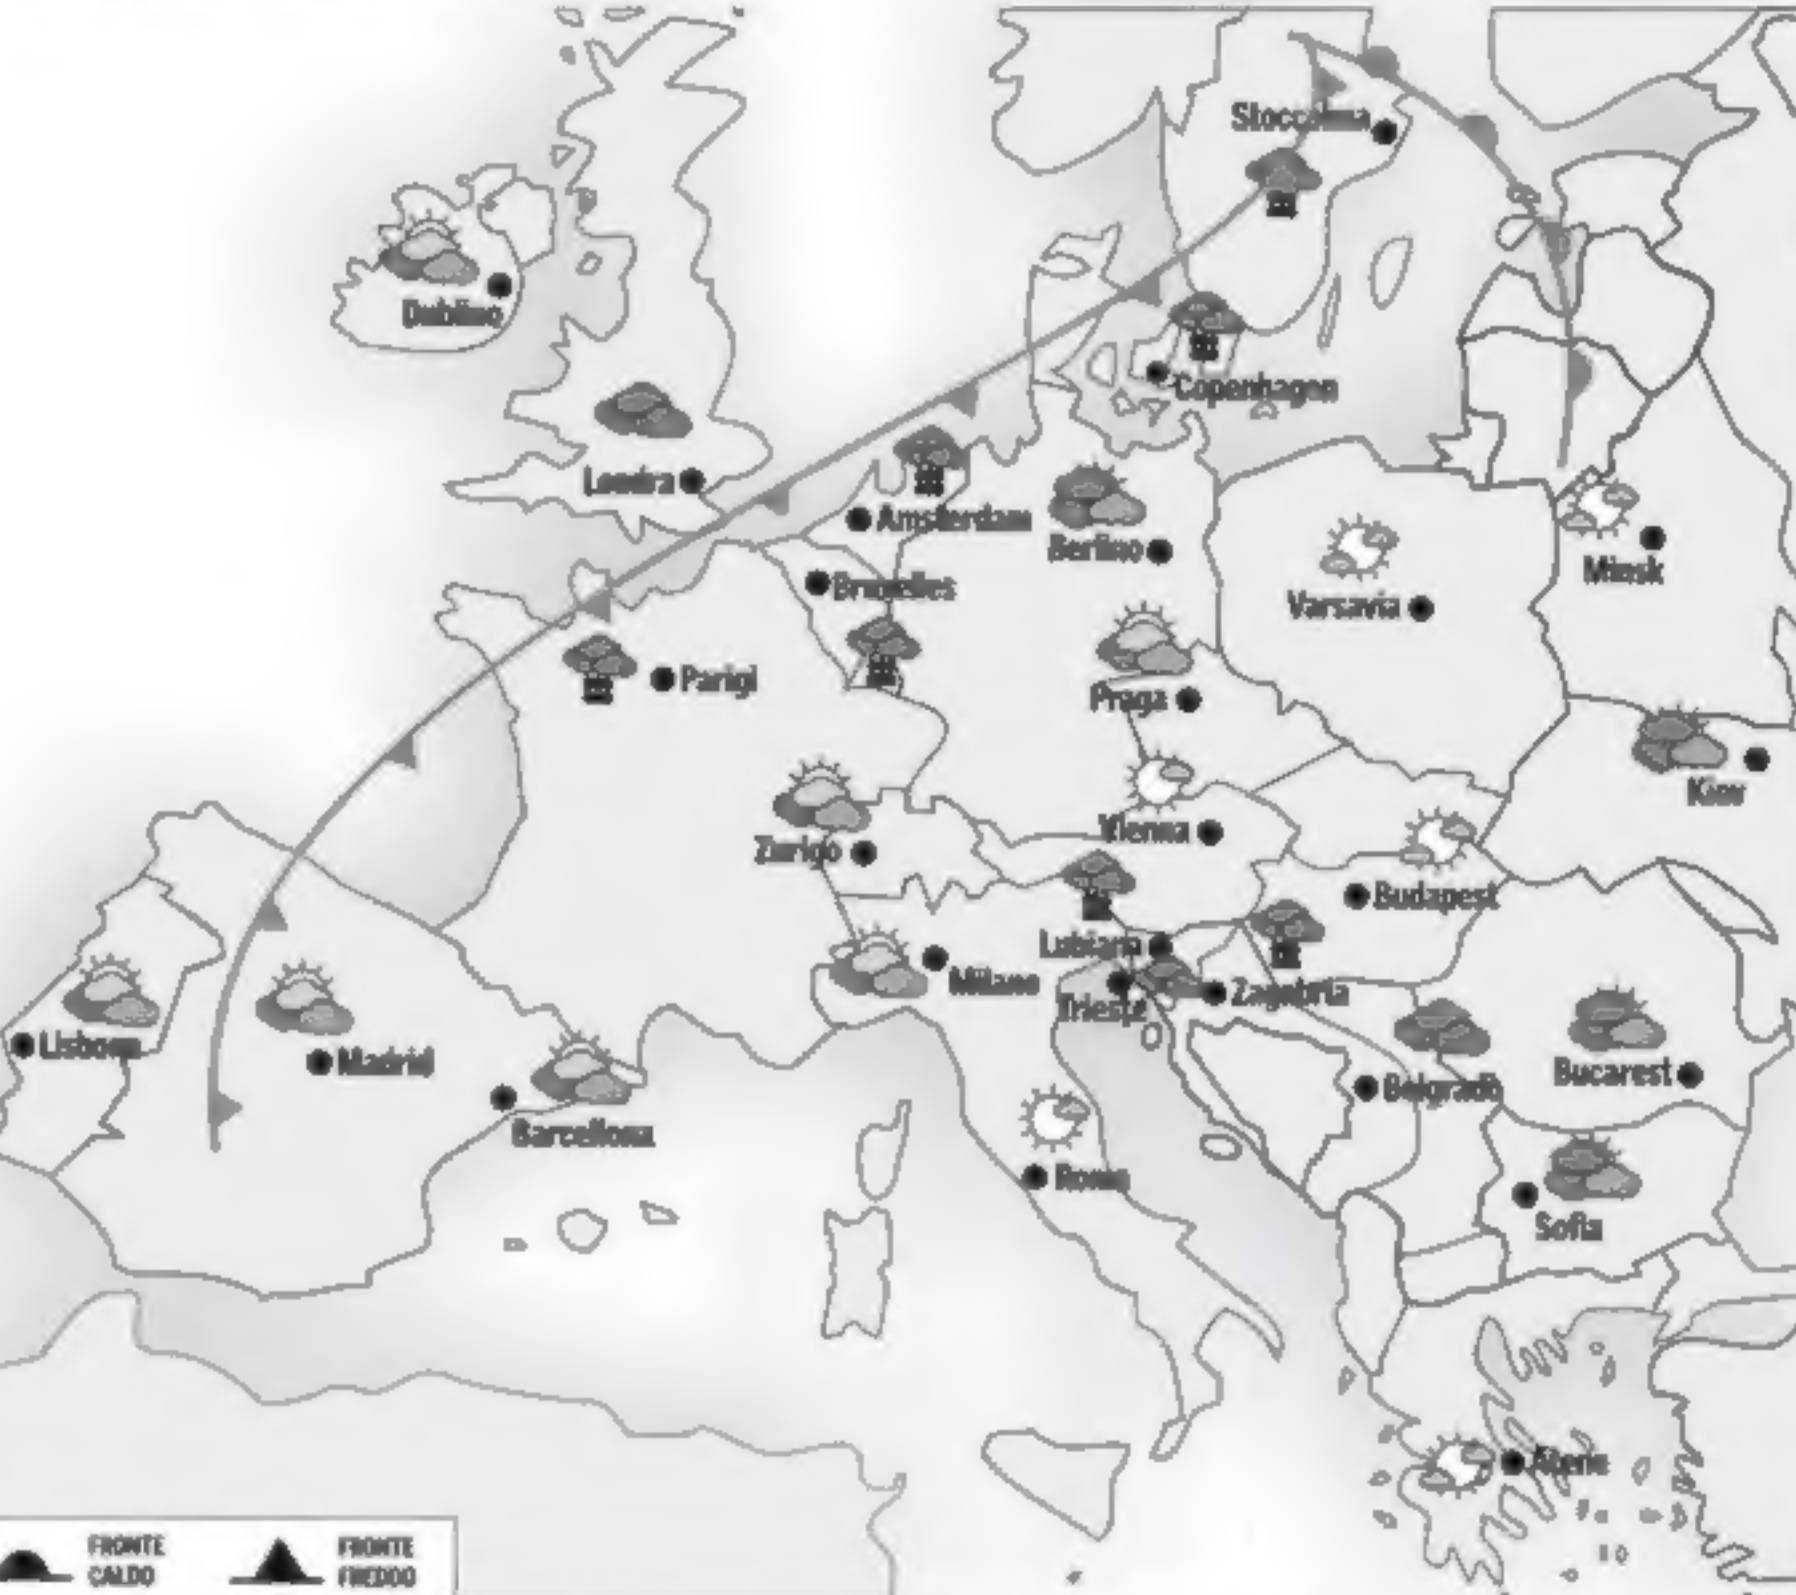 Stoccolma
Dublino
Copenhagen
Londra
Amsterdam
Berlino
Bruxelles
Minsk
Varsavia
Parigi
Praga
Kiev
Vienna
Zurigo
Budapest
Lubiana
Milano
Trieste
Zagabria
Lisbona
Madrid
Belgrado
Bucarest
Barcellona
Roma
Sofia
Atene
FRONTE
CALDO
FRONTE
FREDDO